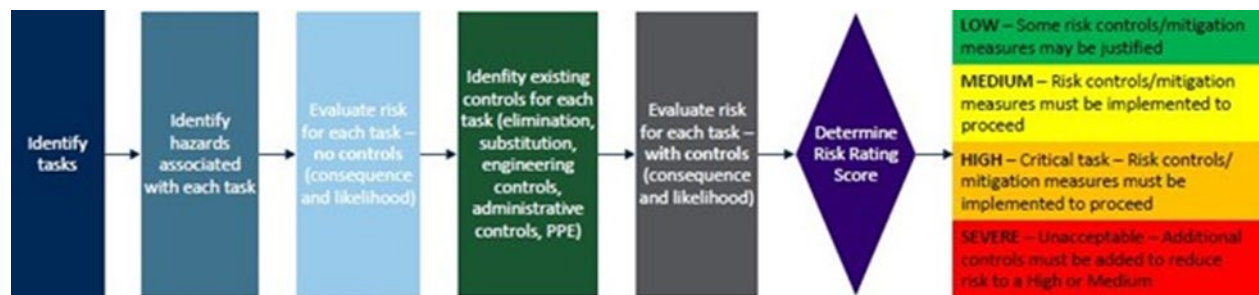 Identify
tasks
Identify
hazards
associated
with each task
Evaluate risk
for each task –
no controls
(consequence
and likelihood)
Idenfity existing
controls for each
task (elimination,
substitution,
engineering
controls,
administrative
controls, PPE)
Evaluate risk
for each task –
with controls
(consequence
and likelihood)
Determine
Risk Rating
Score
LOW – Some risk controls/mitigation
measures may be justified
MEDIUM – Risk controls/mitigation
measures must be implemented to
proceed
HIGH – Critical task – Risk controls/
mitigation measures must be
implemented to proceed
SEVERE – Unacceptable – Additional
controls must be added to reduce
risk to a High or Medium